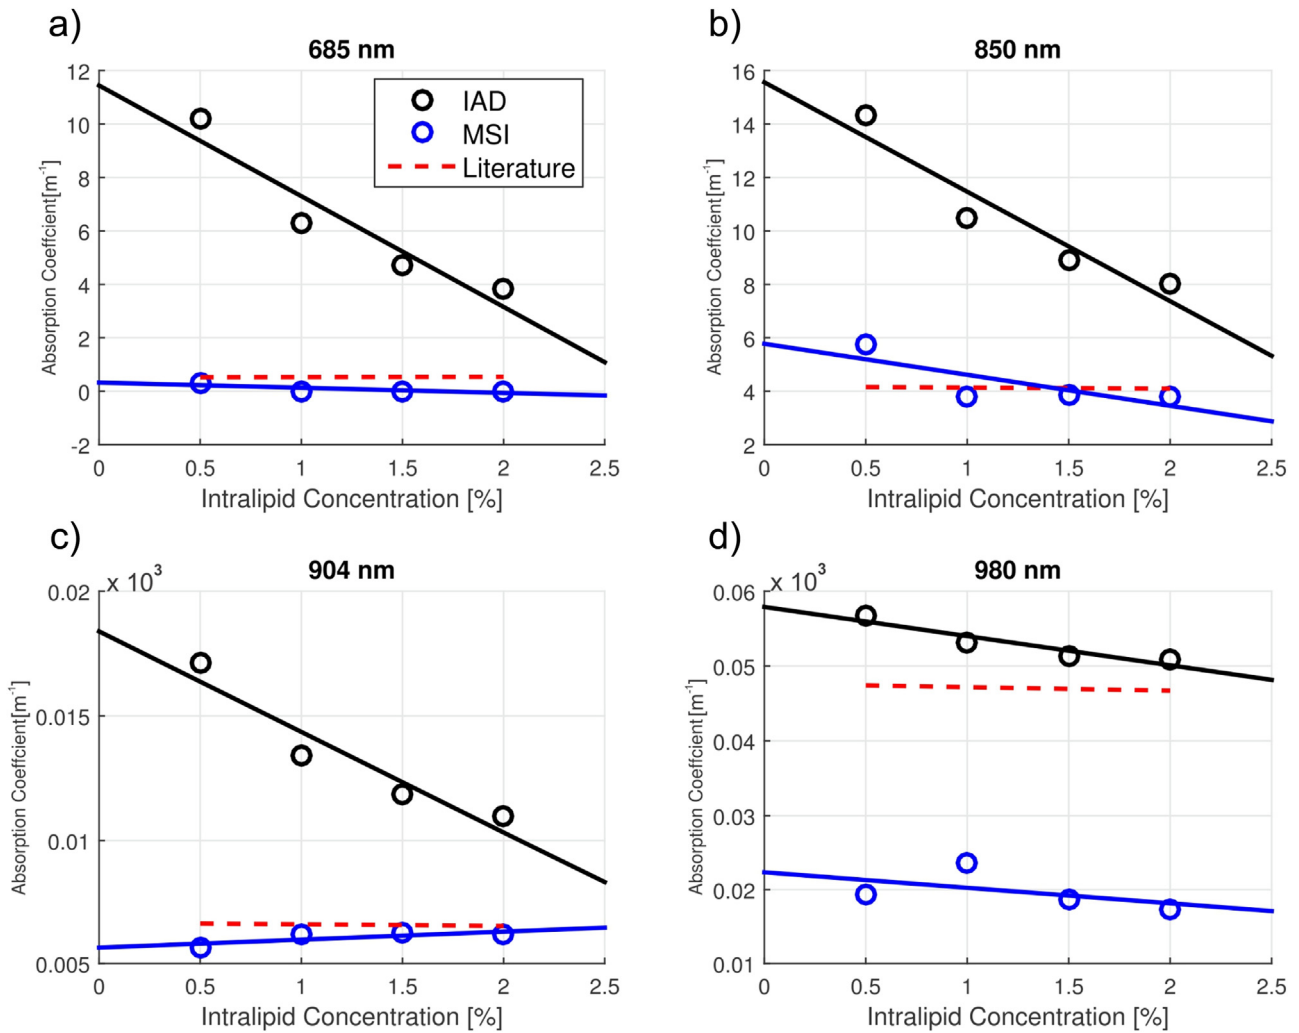 a)
685 nm
12
10
8
6
4
2
0
-2
Absorption Coeffcient[m⁻¹]
IAD
MSI
Literature
0 0.5 1 1.5 2 2.5
Intralipid Concentration [%]
b)
850 nm
16
14
12
10
8
6
4
2
Absorption Coeffcient[m⁻¹]
0 0.5 1 1.5 2 2.5
Intralipid Concentration [%]
c)
904 nm
x 10³
0.02
0.015
0.01
0.005
Absorption Coeffcient[m⁻¹]
0 0.5 1 1.5 2 2.5
Intralipid Concentration [%]
d)
980 nm
x 10³
0.06
0.05
0.04
0.03
0.02
0.01
Absorption Coeffcient[m⁻¹]
0 0.5 1 1.5 2 2.5
Intralipid Concentration [%]